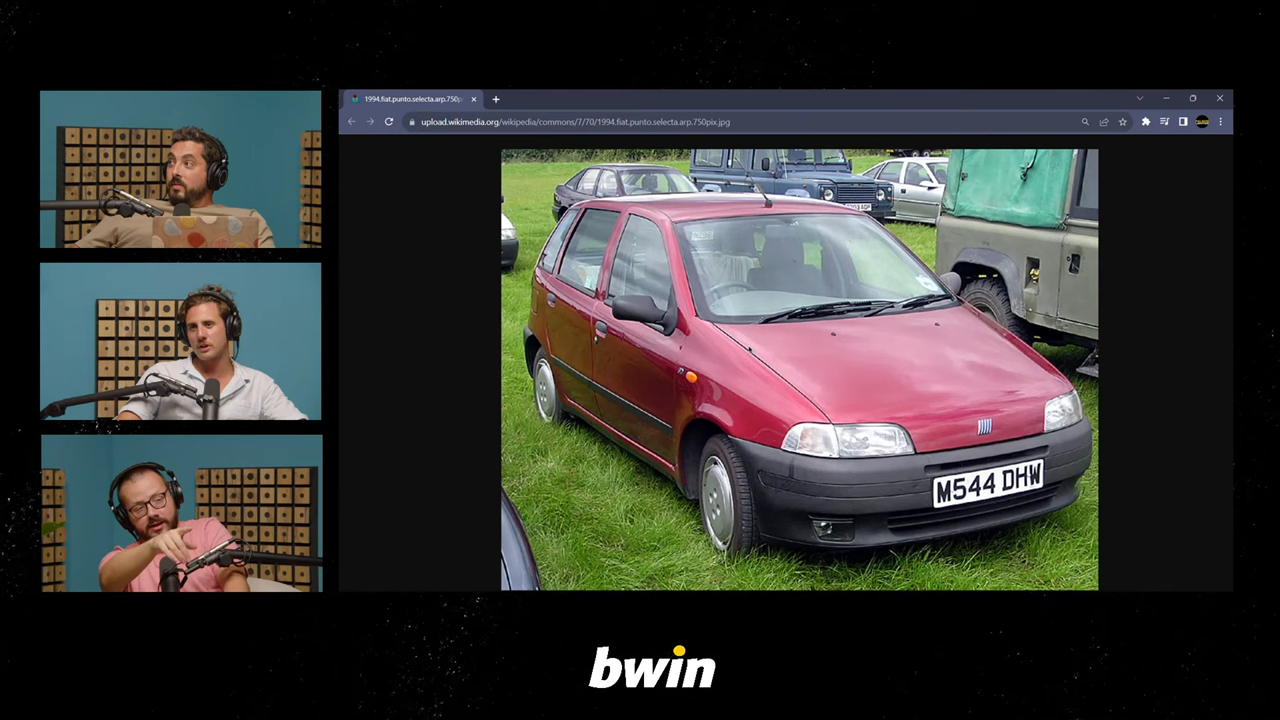 1994.fiat.punto.selecta.arp.750p
upload.wikimedia.org/wikipedia/commons/7/70/1994.fiat.punto.selecta.arp.750pix.jpg
M544 DHW
bwin